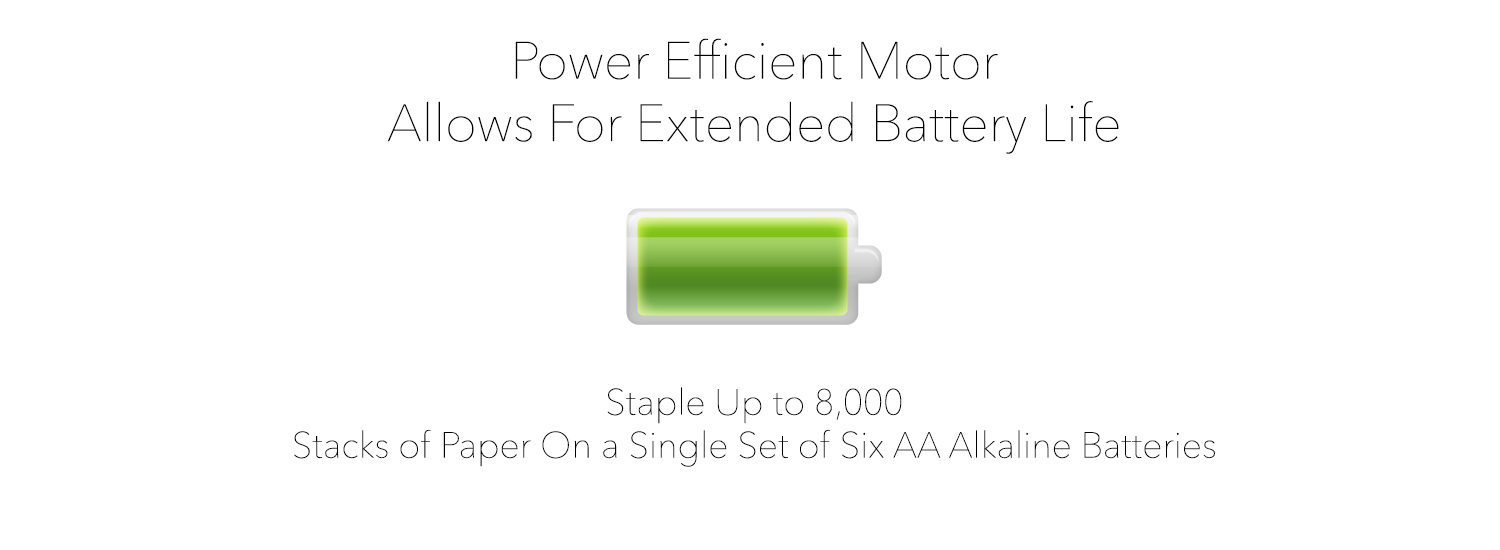 Power Efficient Motor
Allows For Extended Battery Life
Staple Up to 8,000
Stacks of Paper On a Single Set of Six AA Alkaline Batteries